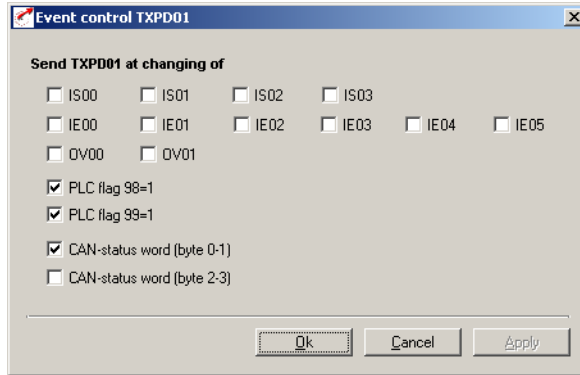 Event control TXPD01
Send TXPD01 at changing of
IS00 IS01 IS02 IS03
IE00 IE01 IE02 IE03 IE04 IE05
OV00 OV01
PLC flag 98=1
PLC flag 99=1
CAN-status word (byte 0-1)
CAN-status word (byte 2-3)
Ok Cancel Apply